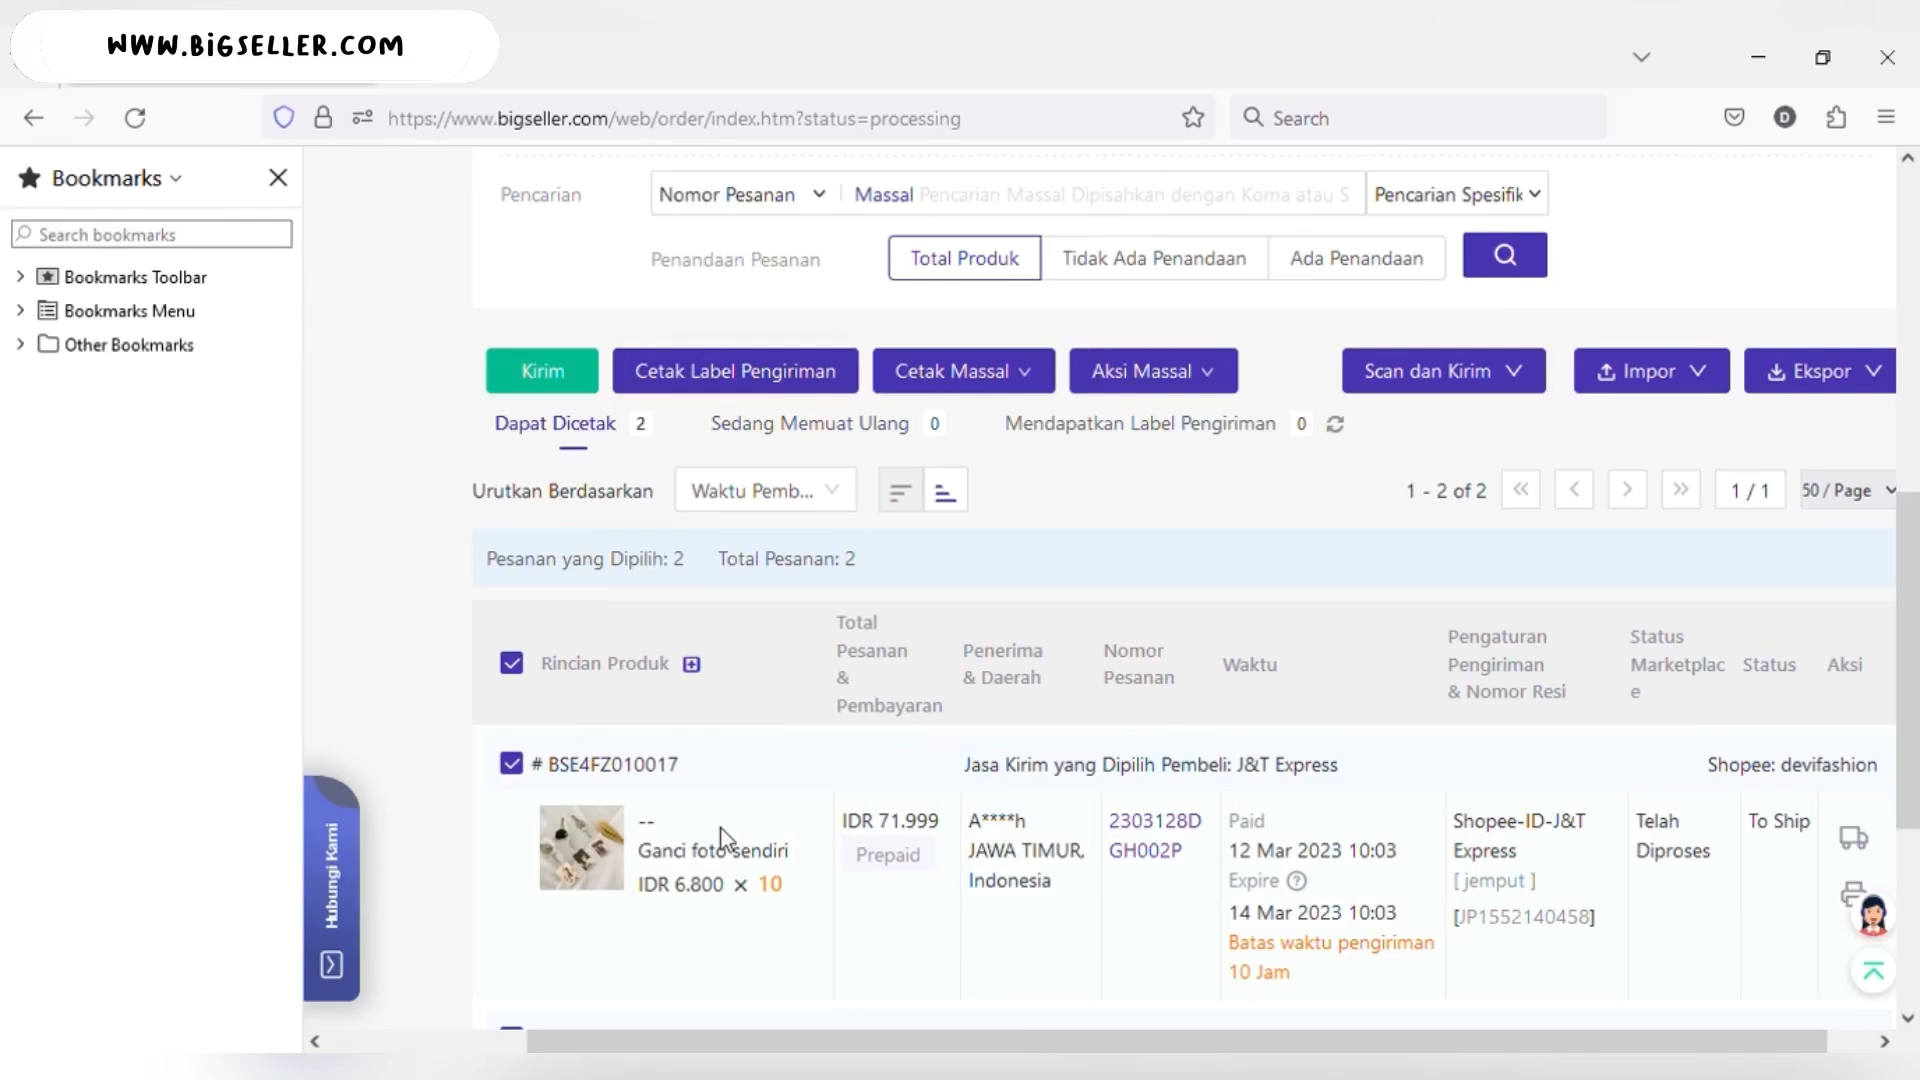 WWW.BIGSELLER.COM
https://www.bigseller.com/web/order/index.htm?status=processing
Search
D
Bookmarks
Search bookmarks
Bookmarks Toolbar
Bookmarks Menu
Other Bookmarks
Pencarian
Nomor Pesanan
Massal
Pencarian Massal Dipisahkan dengan Koma atau S
Pencarian Spesifik
Penandaan Pesanan
Total Produk
Tidak Ada Penandaan
Ada Penandaan
Kirim
Cetak Label Pengiriman
Cetak Massal
Aksi Massal
Scan dan Kirim
Impor
Ekspor
Dapat Dicetak 2
Sedang Memuat Ulang 0
Mendapatkan Label Pengiriman 0
Urutkan Berdasarkan
Waktu Pemb...
1 - 2 of 2
1 / 1
50 / Page
Pesanan yang Dipilih: 2
Total Pesanan: 2
Rincian Produk
Total
Pesanan
&
Pembayaran
Penerima
& Daerah
Nomor
Pesanan
Waktu
Pengaturan
Pengiriman
& Nomor Resi
Status
Marketplac
e
Status
Aksi
# BSE4FZ010017
Jasa Kirim yang Dipilih Pembeli: J&T Express
Shopee: devifashion
--
Ganci foto sendiri
IDR 6.800 × 10
IDR 71.999
Prepaid
A****h
JAWA TIMUR,
Indonesia
2303128D
GH002P
Paid
12 Mar 2023 10:03
Expire
14 Mar 2023 10:03
Batas waktu pengiriman
10 Jam
Shopee-ID-J&T
Express
[ jemput ]
[JP1552140458]
Telah
Diproses
To Ship
Hubungi Kami